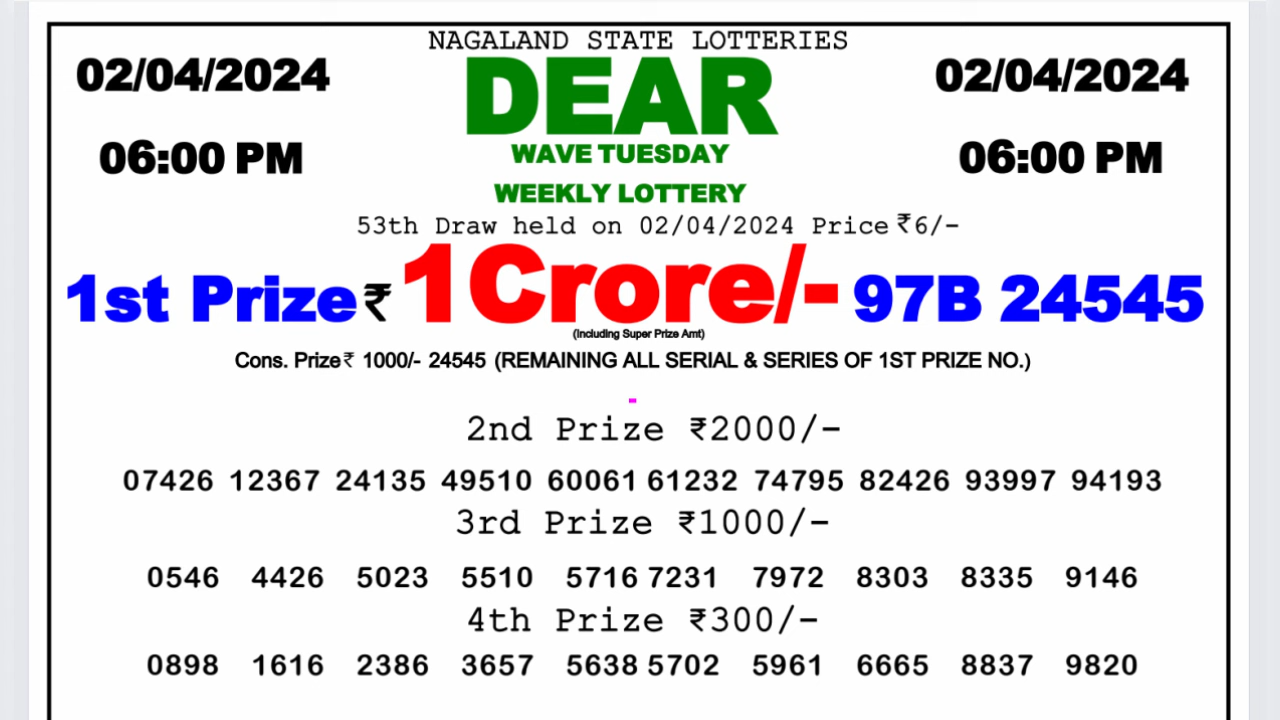 NAGALAND STATE LOTTERIES
02/04/2024 DEAR 02/04/2024
06:00 PM WAVE TUESDAY 06:00 PM
WEEKLY LOTTERY
53th Draw held on 02/04/2024 Price ₹6/-
1st Prize ₹ 1Crore/- 97B 24545
(Including Super Prize Amt)
Cons. Prize ₹ 1000/- 24545 (REMAINING ALL SERIAL & SERIES OF 1ST PRIZE NO.)
-
2nd Prize ₹2000/-
07426 12367 24135 49510 60061 61232 74795 82426 93997 94193
3rd Prize ₹1000/-
0546 4426 5023 5510 5716 7231 7972 8303 8335 9146
4th Prize ₹300/-
0898 1616 2386 3657 5638 5702 5961 6665 8837 9820